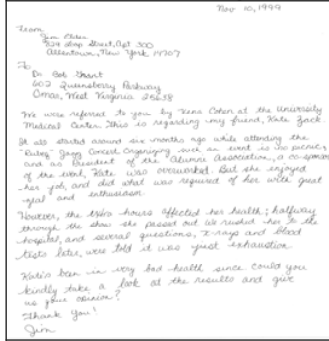 Nov 10, 1999
From
Jim Elder
829 Loop Street, Apt 300
Allentown, New York 14707
To
Dr Bob Grant
602 Queensberry Parkway
Omar, West Virginia 25638
We were referred to you by Xena Cohen at the University
Medical Center. This is regarding my friend, Kate Zack.
It all started around six months ago while attending the
"Rubeq" Jazz Concert. Organizing such an event is no picnic,
and as President of the Alumni Association, a co-sponsor
of the event, Kate was overworked. But she enjoyed
her job, and did what was required of her with great
zeal and enthusiasm.
However, the extra hours affected her health; halfway
through the show she passed out. We rushed her to the
hospital, and several questions, x-rays and blood
tests later, were told it was just exhaustion.
Kate's been in very bad health since. Could you
kindly take a look at the results and give
us your opinion?
Thank you!
Jim